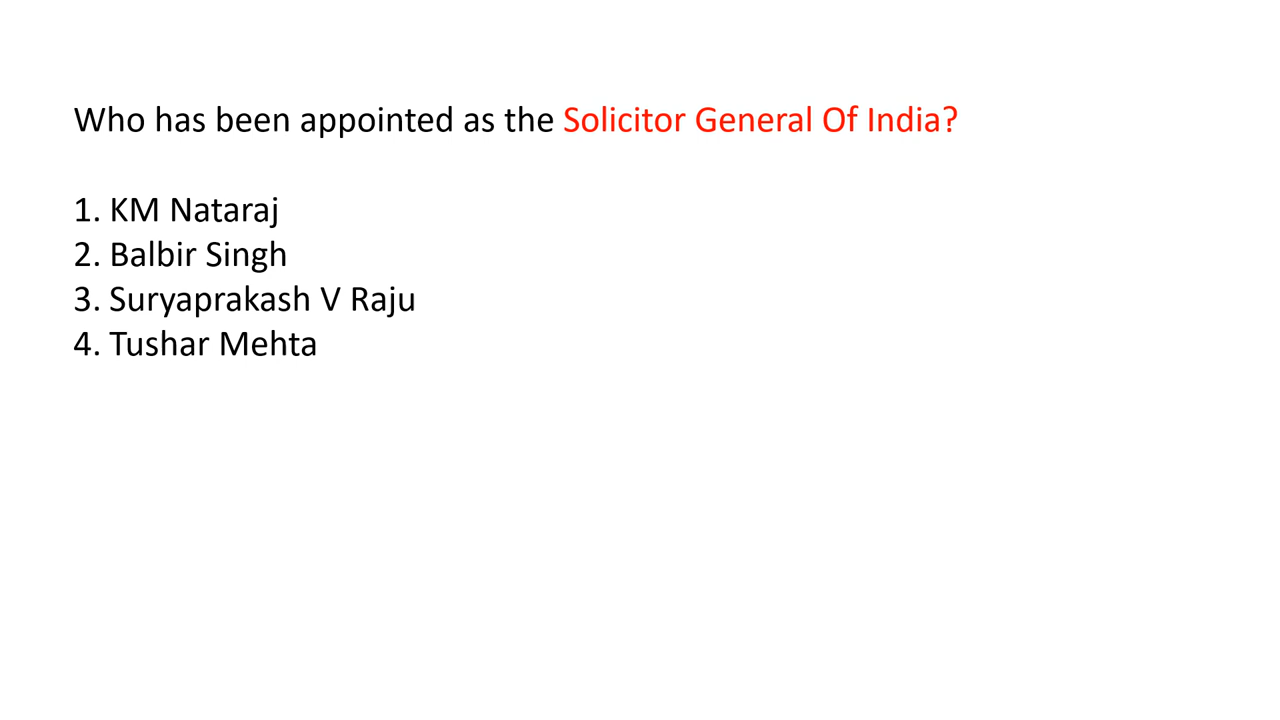 Who has been appointed as the Solicitor General Of India?
1. KM Nataraj
2. Balbir Singh
3. Suryaprakash V Raju
4. Tushar Mehta